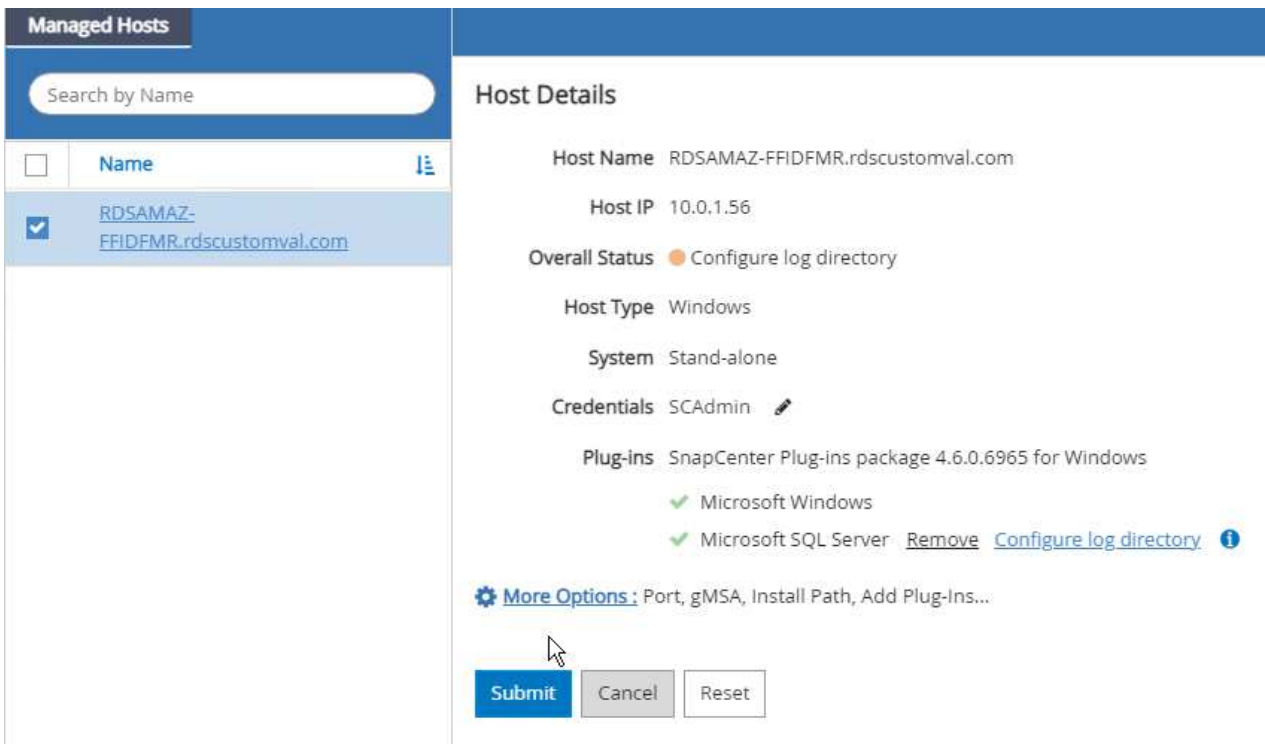 Managed Hosts
Search by Name
Name
RDSAMAZ-
FFIDFMR.rdscustomval.com
Host Details
Host Name RDSAMAZ-FFIDFMR.rdscustomval.com
Host IP 10.0.1.56
Overall Status Configure log directory
Host Type Windows
System Stand-alone
Credentials SCAdmin
Plug-ins SnapCenter Plug-ins package 4.6.0.6965 for Windows
Microsoft Windows
Microsoft SQL Server Remove Configure log directory
More Options : Port, gMSA, Install Path, Add Plug-Ins...
Submit Cancel Reset